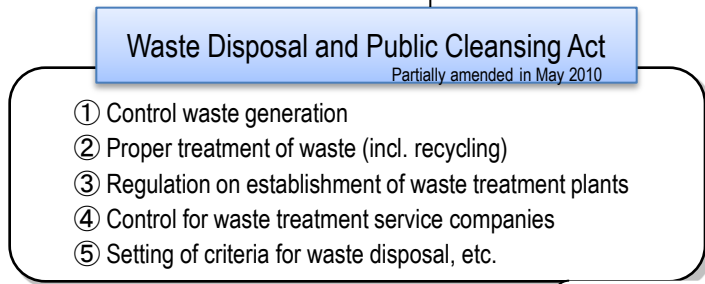 Waste Disposal and Public Cleansing Act
Partially amended in May 2010
① Control waste generation
② Proper treatment of waste (incl. recycling)
③ Regulation on establishment of waste treatment plants
④ Control for waste treatment service companies
⑤ Setting of criteria for waste disposal, etc.